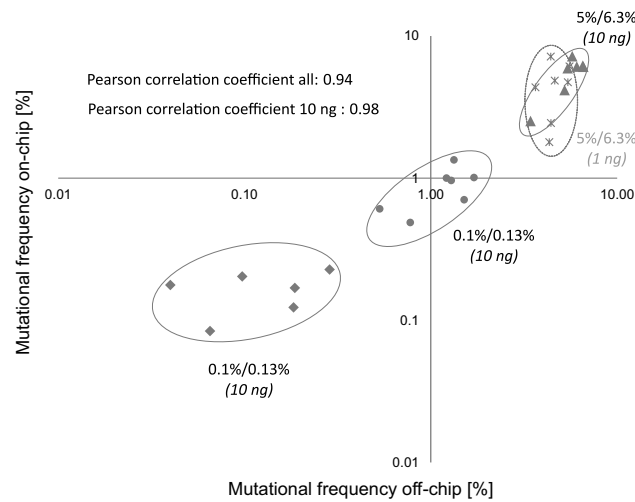 5%/6.3%
(10 ng)
10
Pearson correlation coefficient all: 0.94
Pearson correlation coefficient 10 ng : 0.98
5%/6.3%
(1 ng)
1
0.01
0.10
1.00
10.00
0.1%/0.13%
(10 ng)
0.1
0.1%/0.13%
(10 ng)
0.01
Mutational frequency on-chip [%]
Mutational frequency off-chip [%]